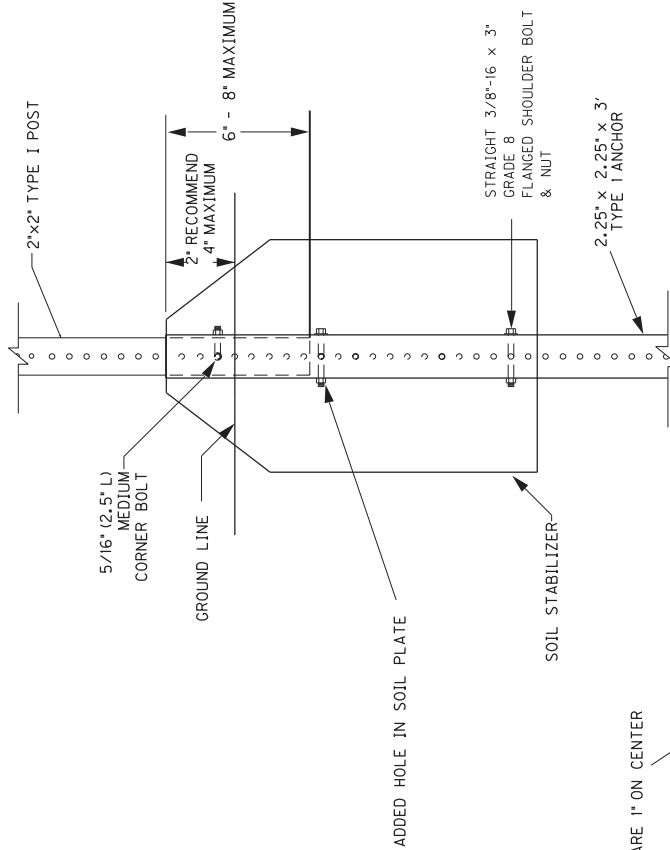 2"x2" TYPE I POST
6" - 8" MAXIMUM
2" RECOMMEND
4" MAXIMUM
STRAIGHT 3/8"-16 x 3"
GRADE 8
FLANGED SHOULDER BOLT
& NUT
2.25" x 2.25" x 3'
TYPE 1 ANCHOR
5/16" (2.5" L)
MEDIUM
CORNER BOLT
GROUND LINE
ADDED HOLE IN SOIL PLATE
SOIL STABILIZER
ARE 1" ON CENTER